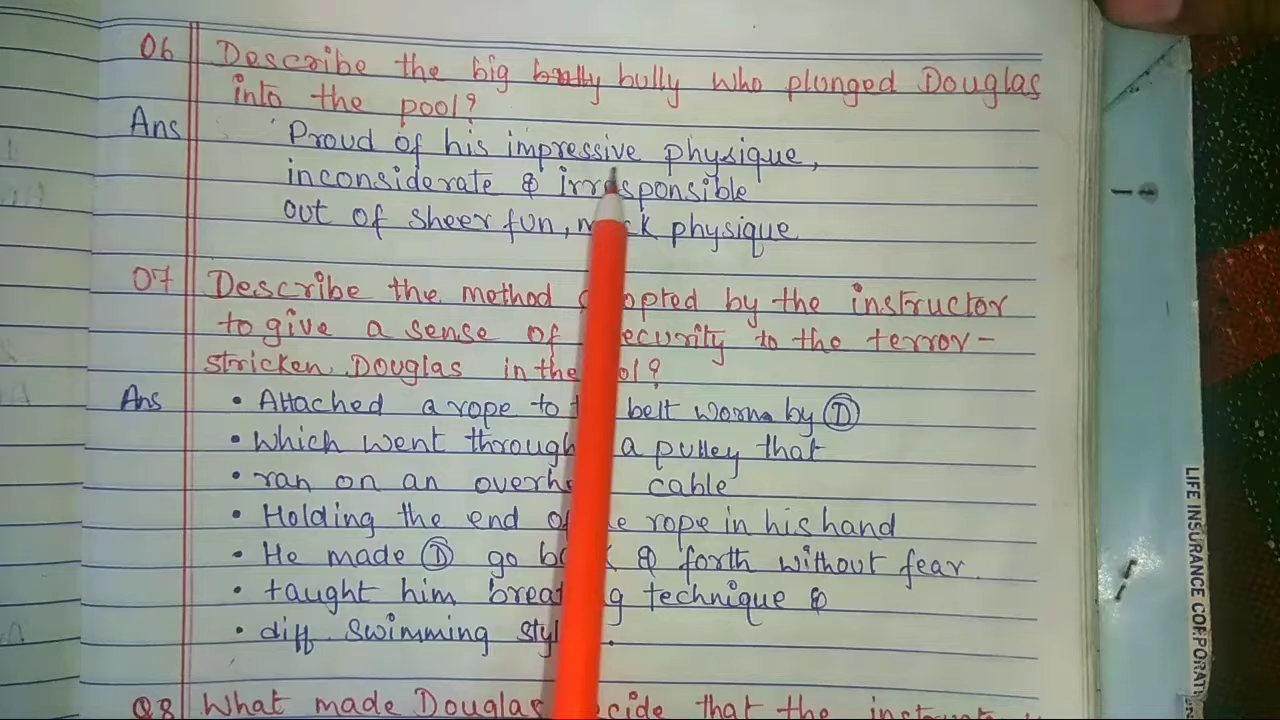 06 Describe the big bully who plunged Douglas
into the pool?
Ans Proud of his impressive physique,
inconsiderate & irresponsible
out of sheer fun, physique
07 Describe the method by the instructor
to give a sense of security to the terror-
stricken Douglas in the
Ans • Attached a rope to belt worn by Ⓓ
• Which went through a pulley that
• ran on an cable
• Holding the end of rope in his hand
• He made Ⓓ go & forth without fear.
• taught him technique &
• diff swimming
Q8 What made Douglas that the
LIFE INSURANCE CORPORATI